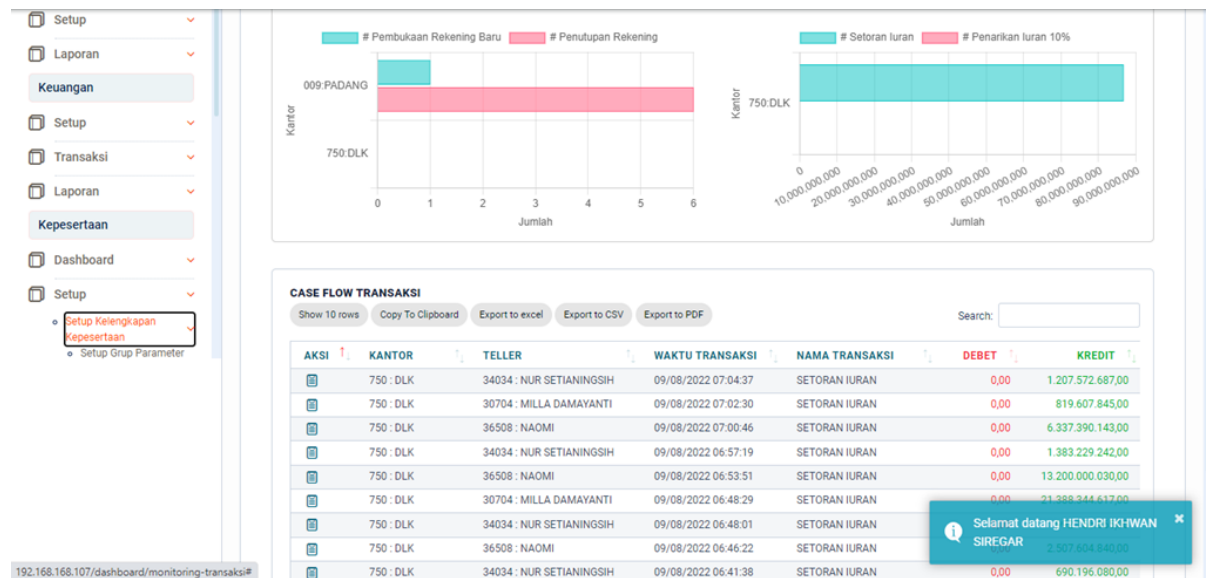 Setup
Laporan
Keuangan
Setup
Transaksi
Laporan
Kepesertaan
Dashboard
Setup
Setup Kelengkapan
Kepesertaan
Setup Grup Parameter
# Pembukaan Rekening Baru # Penutupan Rekening
009:PADANG
750:DLK
Kantor
0 1 2 3 4 5 6
Jumlah
# Setoran Iuran # Penarikan Iuran 10%
750:DLK
Kantor
0 10,000,000,000 20,000,000,000 30,000,000,000 40,000,000,000 50,000,000,000 60,000,000,000 70,000,000,000 80,000,000,000 90,000,000,000
Jumlah
CASE FLOW TRANSAKSI
Show 10 rows Copy To Clipboard Export to excel Export to CSV Export to PDF Search:
AKSI KANTOR TELLER WAKTU TRANSAKSI NAMA TRANSAKSI DEBET KREDIT
750 : DLK 34034 : NUR SETIANINGSIH 09/08/2022 07:04:37 SETORAN IURAN 0,00 1.207.572.687,00
750 : DLK 30704 : MILLA DAMAYANTI 09/08/2022 07:02:30 SETORAN IURAN 0,00 819.607.845,00
750 : DLK 36508 : NAOMI 09/08/2022 07:00:46 SETORAN IURAN 0,00 6.337.390.143,00
750 : DLK 34034 : NUR SETIANINGSIH 09/08/2022 06:57:19 SETORAN IURAN 0,00 1.383.229.242,00
750 : DLK 36508 : NAOMI 09/08/2022 06:53:51 SETORAN IURAN 0,00 13.200.000.030,00
750 : DLK 30704 : MILLA DAMAYANTI 09/08/2022 06:48:29 SETORAN IURAN 0,00 21.388.344.617,00
750 : DLK 34034 : NUR SETIANINGSIH 09/08/2022 06:48:01 SETORAN IURAN
750 : DLK 36508 : NAOMI 09/08/2022 06:46:22 SETORAN IURAN 0,00 2.507.604.840,00
750 : DLK 34034 : NUR SETIANINGSIH 09/08/2022 06:41:38 SETORAN IURAN 0,00 690.196.080,00
Selamat datang HENDRI IKHWAN
SIREGAR
192.168.168.107/dashboard/monitoring-transaksi#